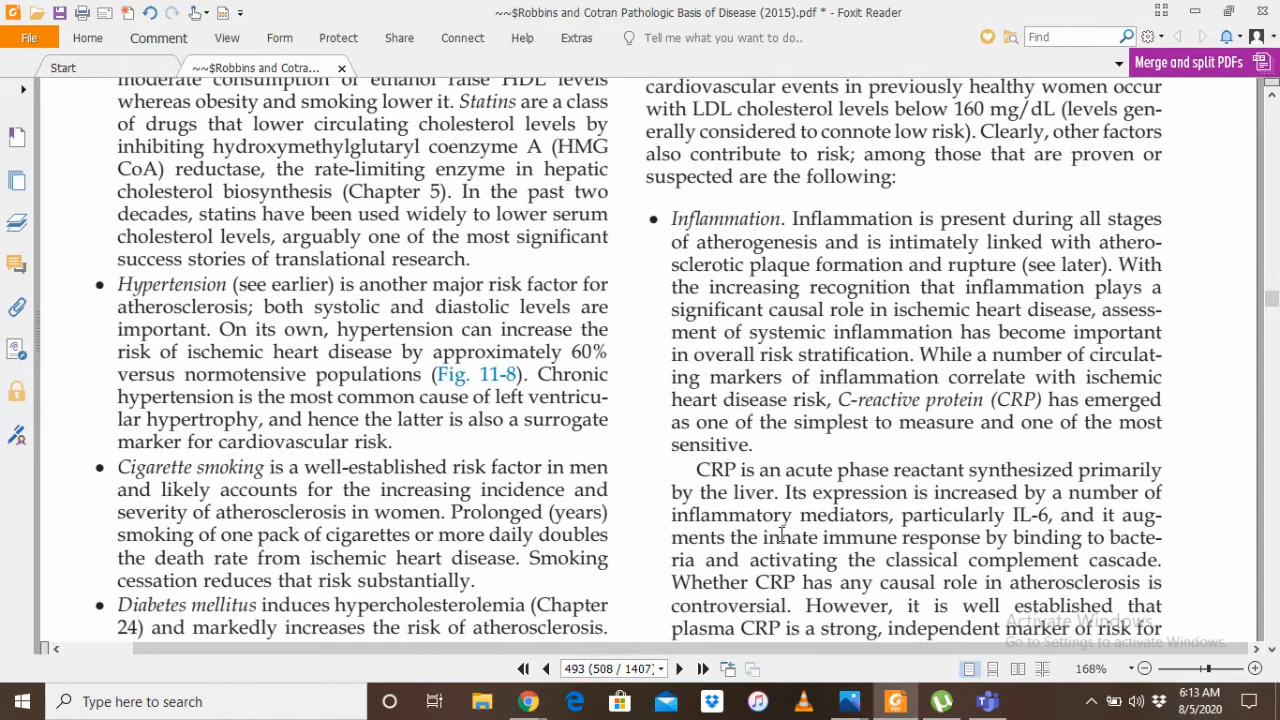 ~~$Robbins and Cotran Pathologic Basis of Disease (2015).pdf * - Foxit Reader
File
Home
Comment
View
Form
Protect
Share
Connect
Help
Extras
Tell me what you want to do..
Find
Start
~~$Robbins and Cotra...
Merge and split PDFs
moderate consumption of ethanol raise HDL levels
whereas obesity and smoking lower it. Statins are a class
of drugs that lower circulating cholesterol levels by
inhibiting hydroxymethylglutaryl coenzyme A (HMG
CoA) reductase, the rate-limiting enzyme in hepatic
cholesterol biosynthesis (Chapter 5). In the past two
decades, statins have been used widely to lower serum
cholesterol levels, arguably one of the most significant
success stories of translational research.
• Hypertension (see earlier) is another major risk factor for
atherosclerosis; both systolic and diastolic levels are
important. On its own, hypertension can increase the
risk of ischemic heart disease by approximately 60%
versus normotensive populations (Fig. 11-8). Chronic
hypertension is the most common cause of left ventricu-
lar hypertrophy, and hence the latter is also a surrogate
marker for cardiovascular risk.
• Cigarette smoking is a well-established risk factor in men
and likely accounts for the increasing incidence and
severity of atherosclerosis in women. Prolonged (years)
smoking of one pack of cigarettes or more daily doubles
the death rate from ischemic heart disease. Smoking
cessation reduces that risk substantially.
• Diabetes mellitus induces hypercholesterolemia (Chapter
24) and markedly increases the risk of atherosclerosis.
cardiovascular events in previously healthy women occur
with LDL cholesterol levels below 160 mg/dL (levels gen-
erally considered to connote low risk). Clearly, other factors
also contribute to risk; among those that are proven or
suspected are the following:
• Inflammation. Inflammation is present during all stages
of atherogenesis and is intimately linked with athero-
sclerotic plaque formation and rupture (see later). With
the increasing recognition that inflammation plays a
significant causal role in ischemic heart disease, assess-
ment of systemic inflammation has become important
in overall risk stratification. While a number of circulat-
ing markers of inflammation correlate with ischemic
heart disease risk, C-reactive protein (CRP) has emerged
as one of the simplest to measure and one of the most
sensitive.
CRP is an acute phase reactant synthesized primarily
by the liver. Its expression is increased by a number of
inflammatory mediators, particularly IL-6, and it aug-
ments the innate immune response by binding to bacte-
ria and activating the classical complement cascade.
Whether CRP has any causal role in atherosclerosis is
controversial. However, it is well established that
plasma CRP is a strong, independent marker of risk for
Activate Windows
Go to Settings to activate Windows.
493 (508 / 1407)
168%
Type here to search
6:13 AM
8/5/2020